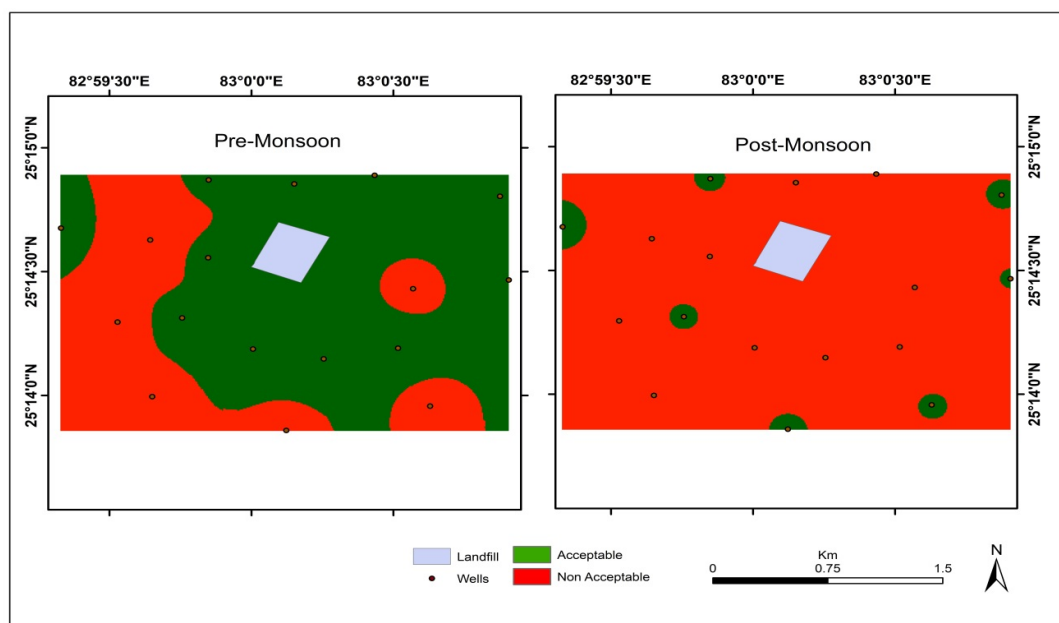 82°59'30"E 83°0'0"E 83°0'30"E
82°59'30"E 83°0'0"E 83°0'30"E
Pre-Monsoon
Post-Monsoon
25°15'0"N
25°14'30"N
25°14'0"N
25°15'0"N
25°14'30"N
25°14'0"N
Landfill
Wells
Acceptable
Non Acceptable
Km
0 0.75 1.5
N